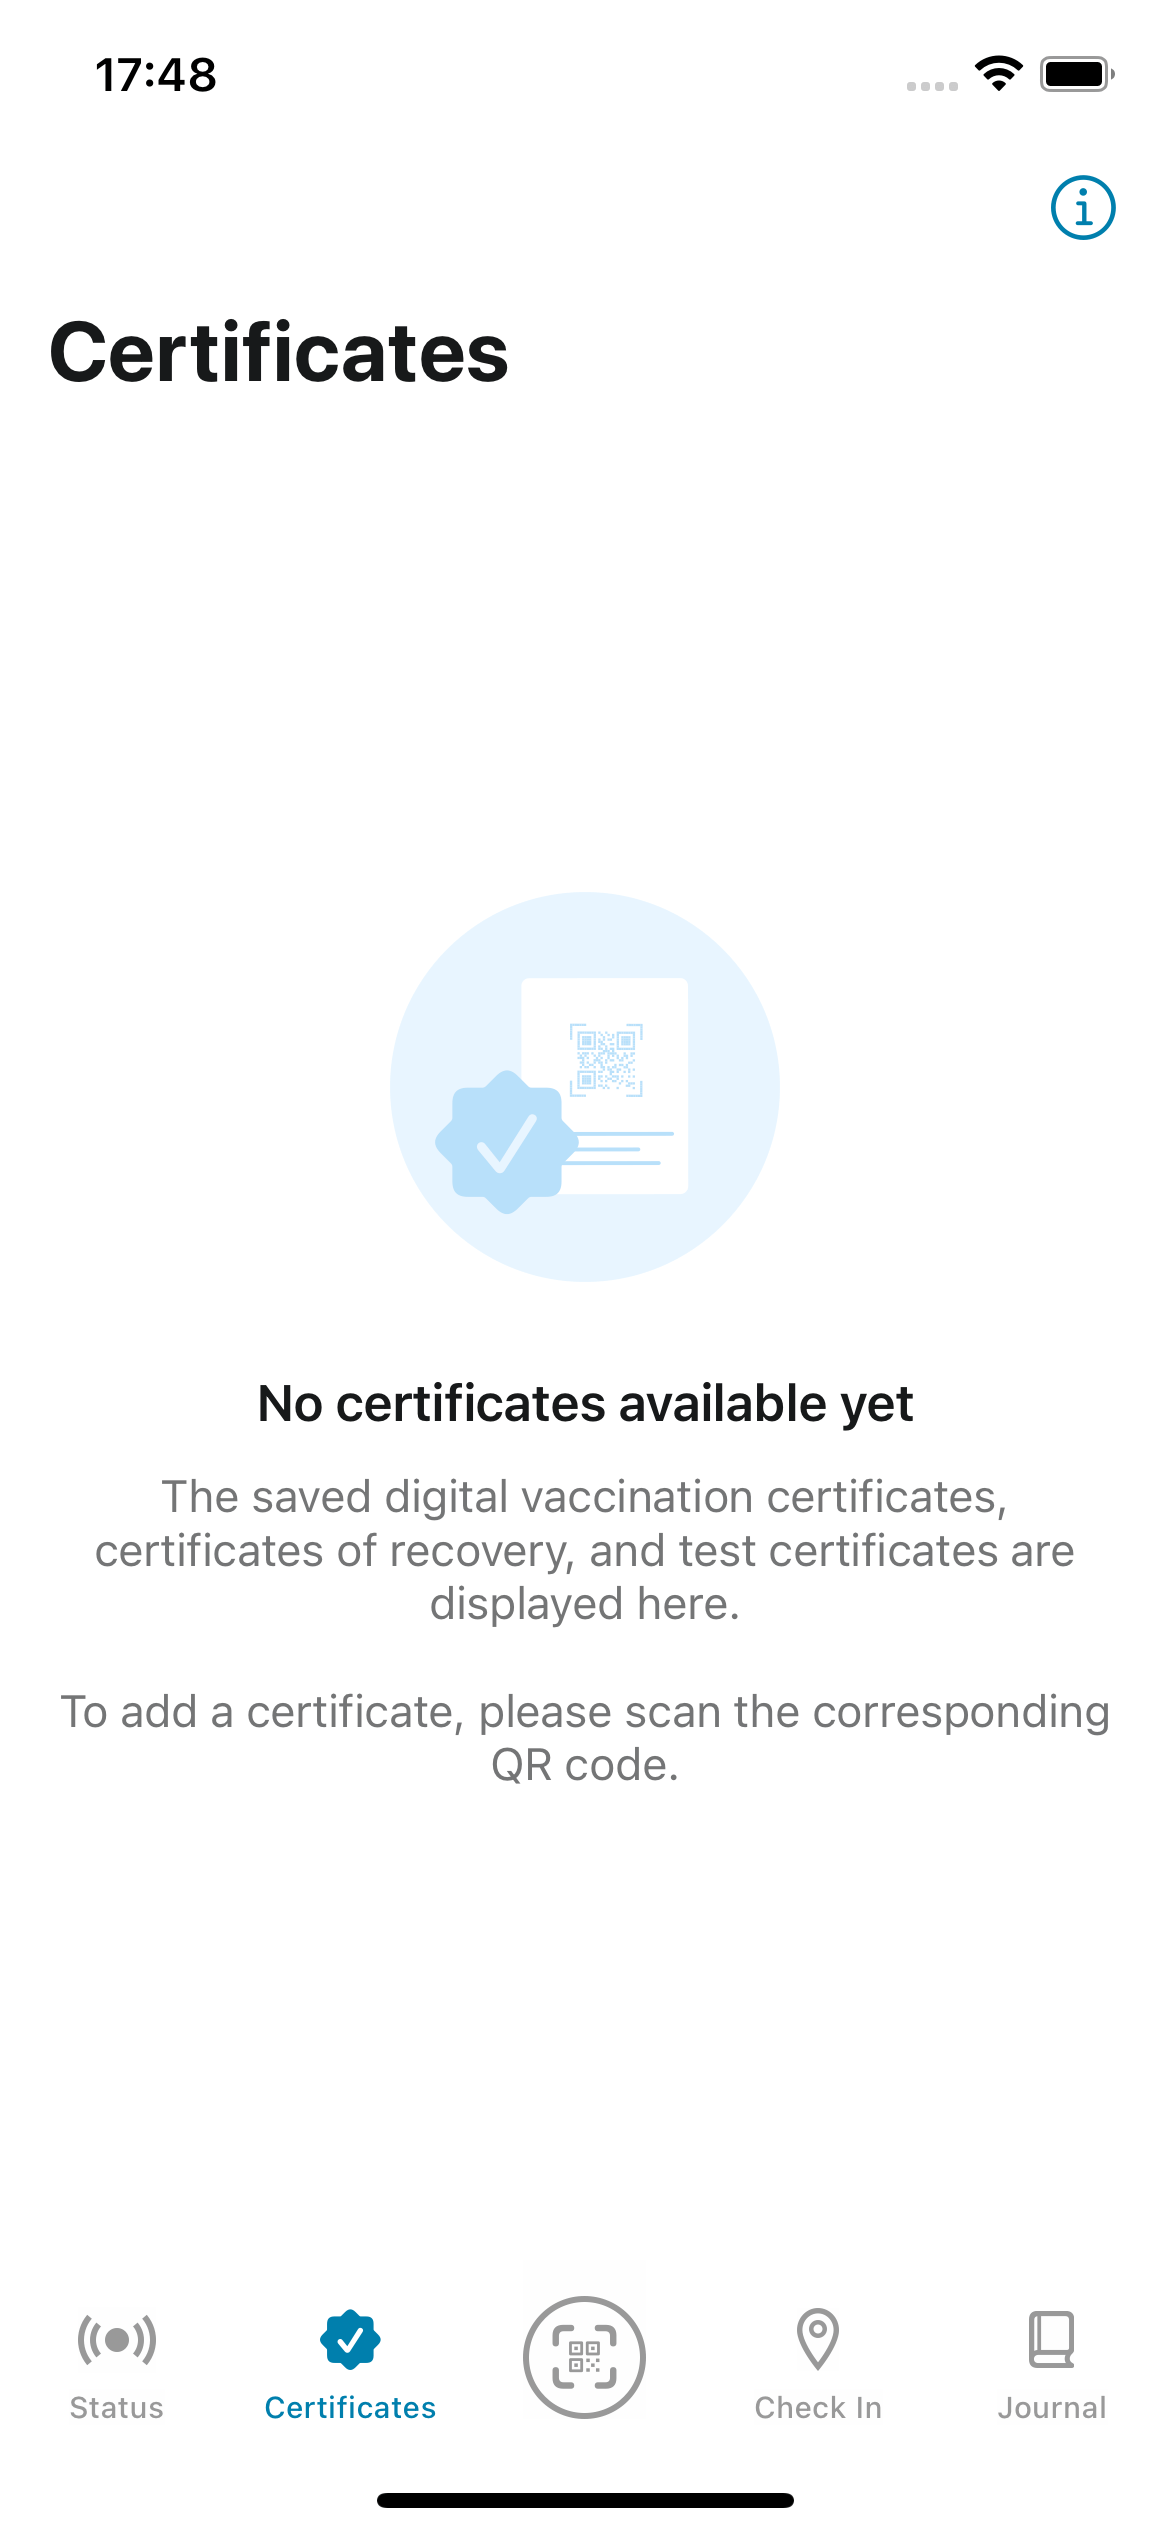 17:48
Certificates
No certificates available yet
The saved digital vaccination certificates,
certificates of recovery, and test certificates are
displayed here.
To add a certificate, please scan the corresponding
QR code.
Status
Certificates
Check In
Journal